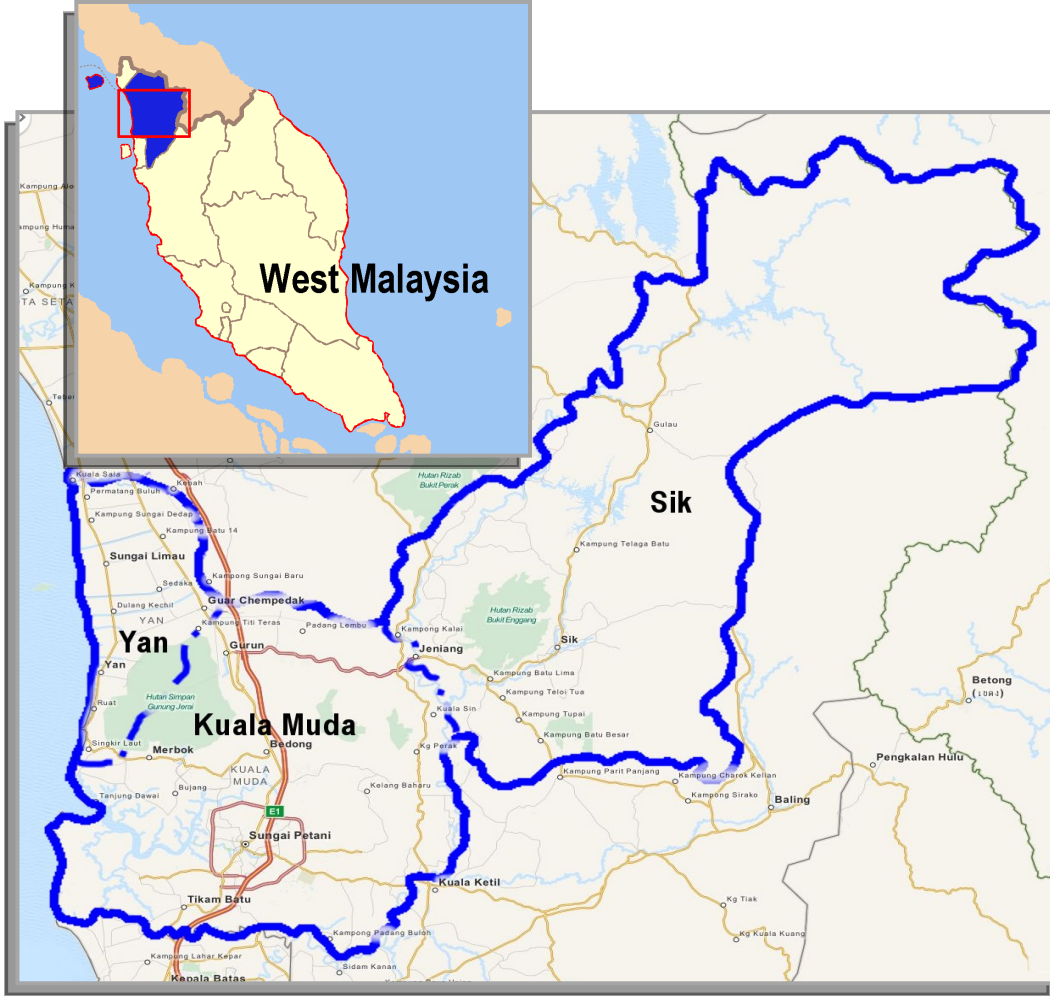 West Malaysia
Kampung
ampung Huma
Kampung K
TA SETA
Kuala Sala
Permatang Buluh
Kebah
Kampung Sungai Dedap
Kampung Batu 14
Sungai Limau
Kampong Sungai Baru
Sedaka
Guar Chempedak
Dulang Kechil
YAN
Kampung Titi Teras
Padang Lembu
Kampong Kalai
Yan
Gurun
Jeniang
Yan
Ruat
Hutan Simpan
Gunung Jerai
Kuala Muda
Singkir Laut
Merbok
Bedong
KUALA
MUDA
Tanjung Dawai
Bujang
E1
Sungai Petani
Tikam Batu
Kampung Lahar Kepar
Kepala Batas
Hutan Rizab
Bukit Perak
Gulau
Sik
Kampung Telaga Batu
Hutan Rizab
Bukit Enggang
Sik
Kampung Batu Lima
Kampung Teloi Tua
Kuala Sin
Kampung Tupai
Kampung Batu Besar
Kg Perak
Kampung Parit Panjang
Kampung Charok Kelian
Kelang Baharu
Kampong Sirako
Baling
Kuala Ketil
Kampong Padang Buloh
Sidam Kanan
Betong
Pengkalan Hulu
Kg Tiak
Kg Kuala Kuang